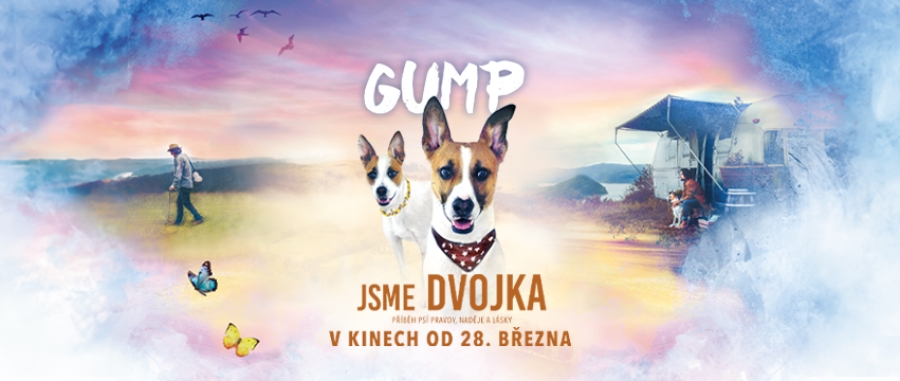 GUMP
JSME DVOJKA
PŘÍBĚH PSÍ PRAVDY, NADĚJE A LÁSKY
V KINECH OD 28. BŘEZNA